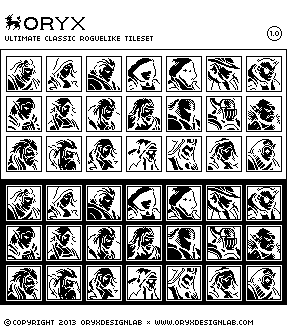 ORYX
ULTIMATE CLASSIC ROGUELIKE TILESET
1.0
©COPYRIGHT 2013 ORYXDESIGNLAB × WWW.ORYXDESIGNLAB.COM